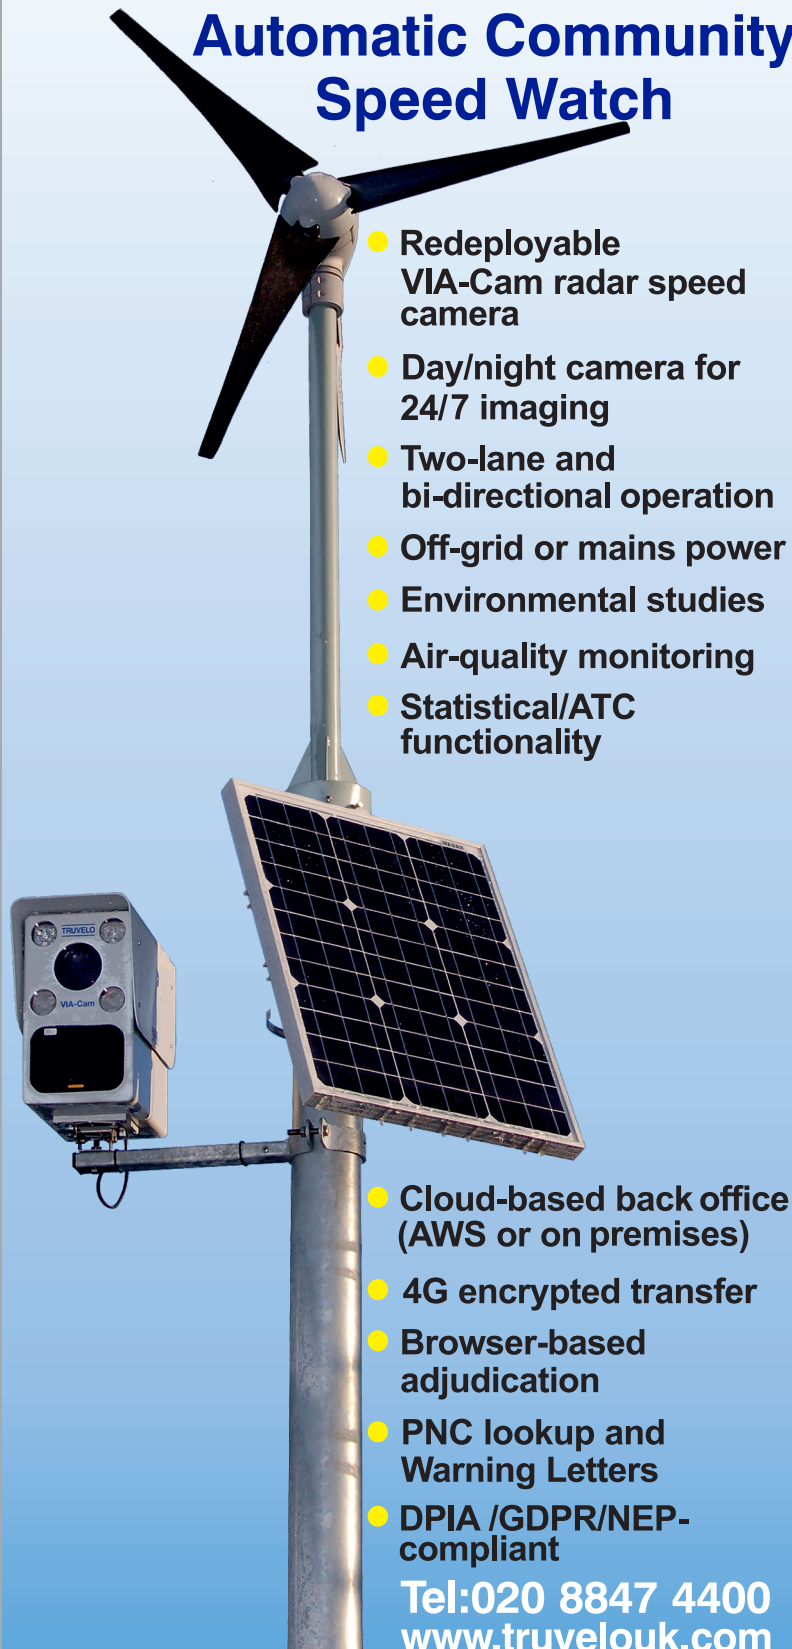 Automatic Community
Speed Watch
Redeployable
VIA-Cam radar speed
camera
Day/night camera for
24/7 imaging
Two-lane and
bi-directional operation
Off-grid or mains power
Environmental studies
Air-quality monitoring
Statistical/ATC
functionality
TRUVELO
VIA-Cam
Cloud-based back office
(AWS or on premises)
4G encrypted transfer
Browser-based
adjudication
PNC lookup and
Warning Letters
DPIA /GDPR/NEP-
compliant
Tel:020 8847 4400
www.truvelouk.com